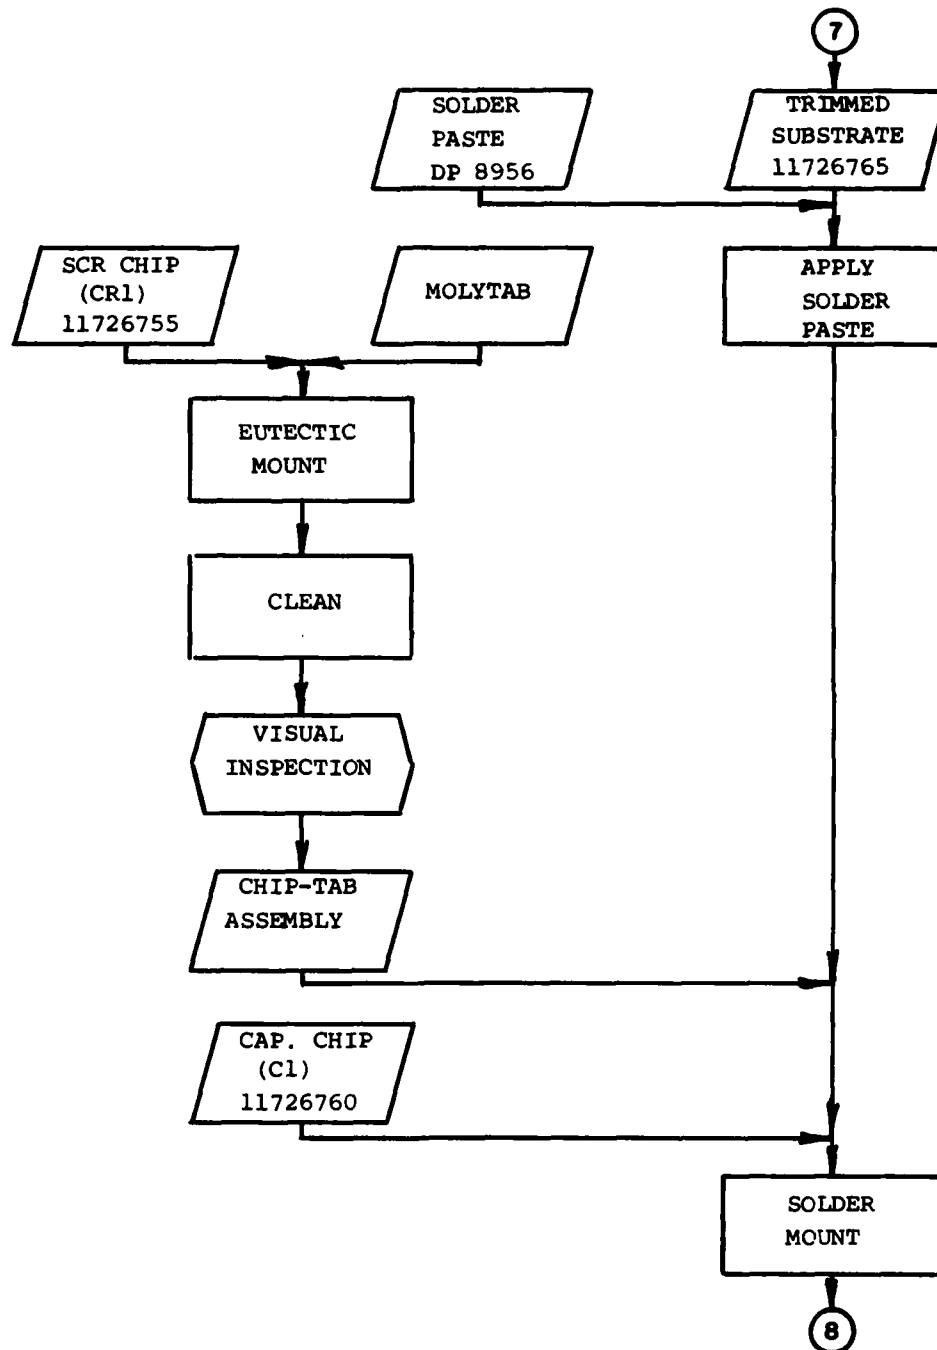 7
SOLDER
PASTE
DP 8956
TRIMMED
SUBSTRATE
11726765
SCR CHIP
(CR1)
11726755
MOLYTAB
APPLY
SOLDER
PASTE
EUTECTIC
MOUNT
CLEAN
VISUAL
INSPECTION
CHIP-TAB
ASSEMBLY
CAP. CHIP
(C1)
11726760
SOLDER
MOUNT
8